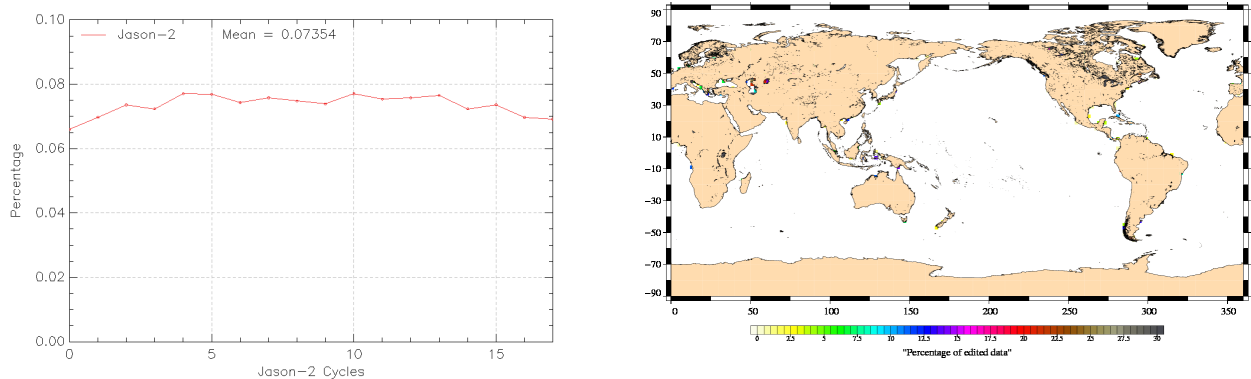 0.10
Jason-2 Mean = 0.07354
0.08
0.06
0.04
0.02
0.00
Percentage
0 5 10 15
Jason-2 Cycles
90
70
50
30
10
-10
-30
-50
-70
-90
0 50 100 150 200 250 300 350
0 2.5 5 7.5 10 12.5 15 17.5 20 22.5 25 27.5 30
"Percentage of edited data"